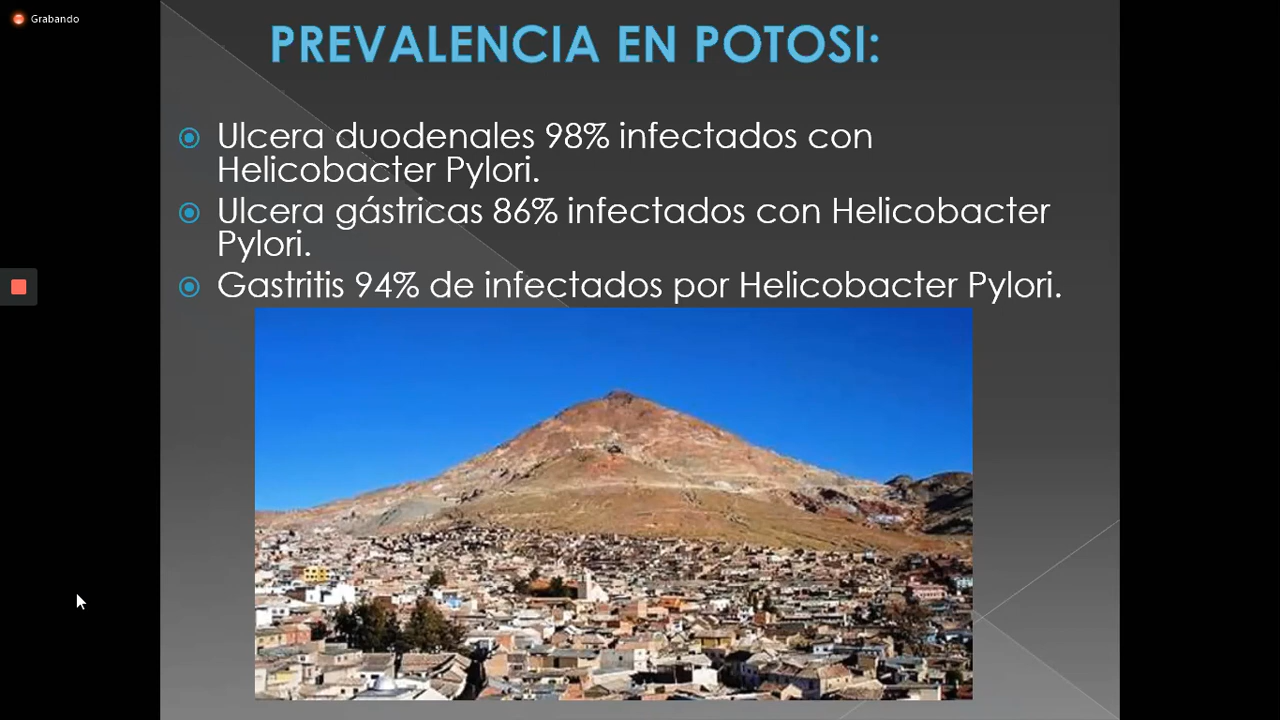 Grabando
PREVALENCIA EN POTOSI:
Ulcera duodenales 98% infectados con
Helicobacter Pylori.
Ulcera gástricas 86% infectados con Helicobacter
Pylori.
Gastritis 94% de infectados por Helicobacter Pylori.